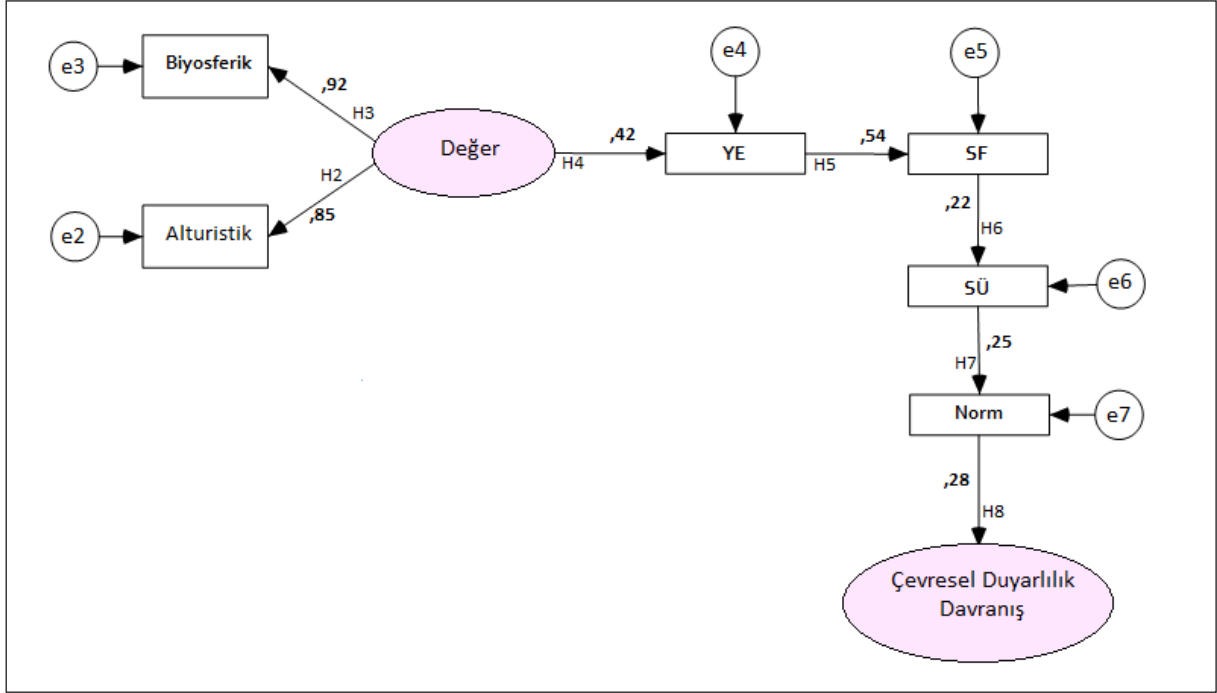 e3
Biyosferik
,92
H3
e4
e5
Değer
,42
H4
YE
,54
H5
SF
H2
,85
e2
Alturistik
,22
H6
SÜ
e6
,25
H7
Norm
e7
,28
H8
Çevresel Duyarlılık
Davranış